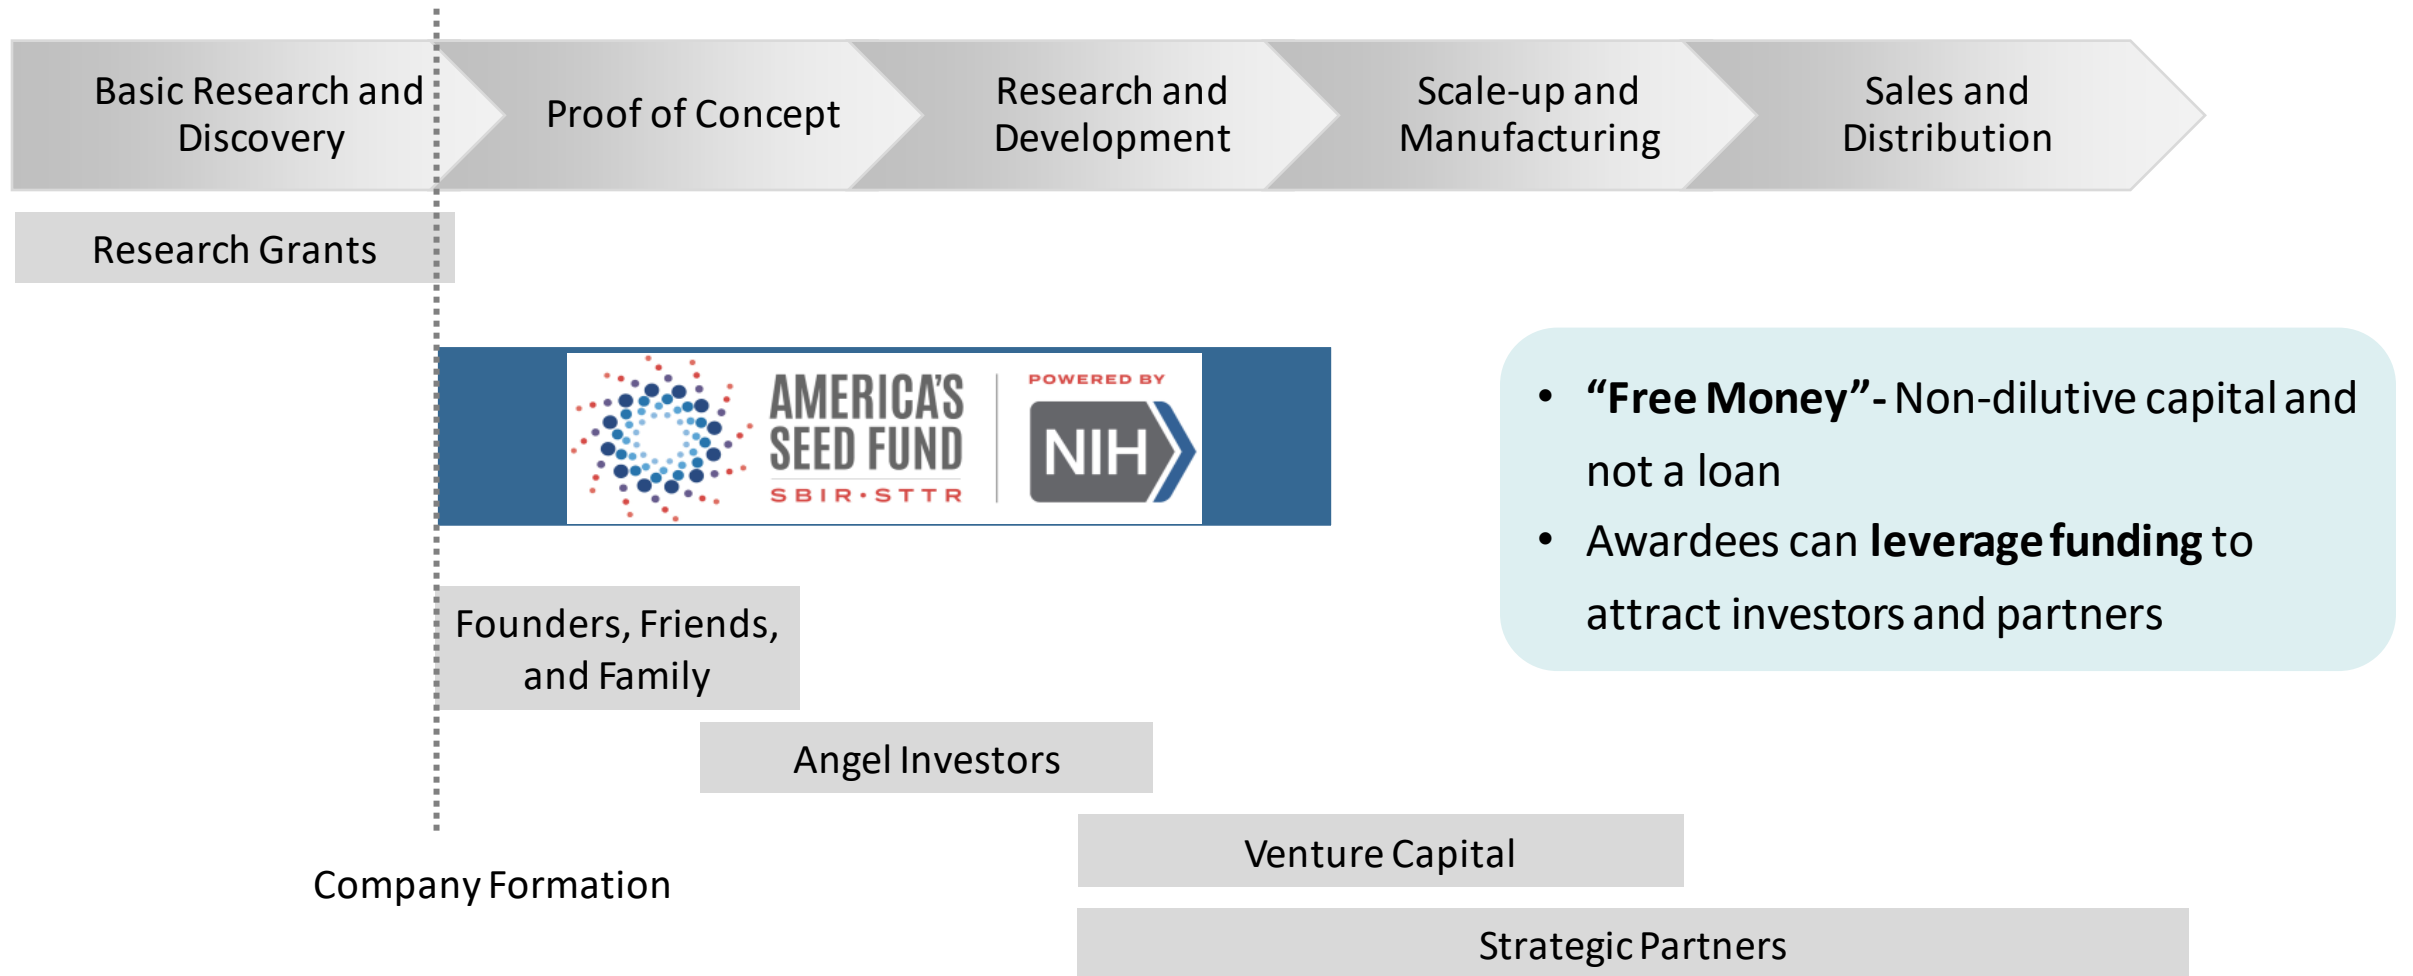 Basic Research and
Discovery
Proof of Concept
Research and
Development
Scale-up and
Manufacturing
Sales and
Distribution
Research Grants
AMERICA'S
SEED FUND
SBIR·STTR
POWERED BY
NIH
• “Free Money”- Non-dilutive capital and
not a loan
• Awardees can leverage funding to
attract investors and partners
Founders, Friends,
and Family
Angel Investors
Venture Capital
Company Formation
Strategic Partners